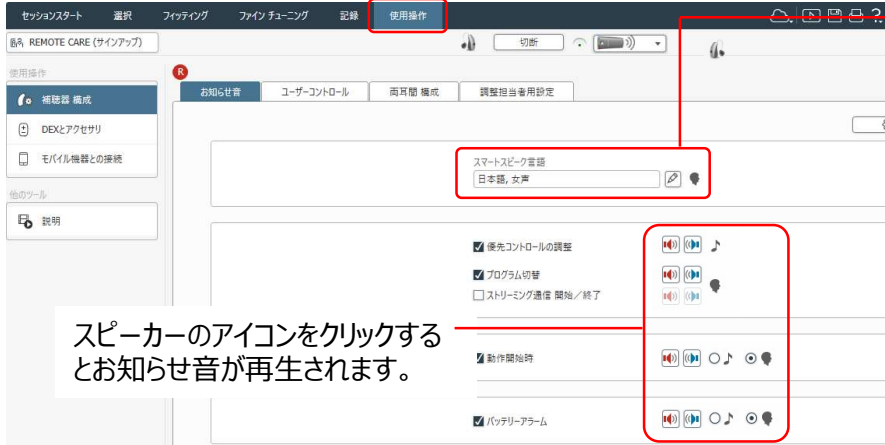 セッションスタート 選択 フィッティング ファイン チューニング 記録 使用操作
REMOTE CARE (サインアップ) 切断
使用操作
R
お知らせ音 ユーザーコントロール 両耳間 構成 調整担当者用設定
補聴器 構成
DEXとアクセサリ
モバイル機器との接続
スマートスピーク言語
日本語, 女声
他のツール
説明
優先コントロールの調整
プログラム切替
ストリーミング通信 開始/終了
スピーカーのアイコンをクリックする
とお知らせ音が再生されます。
動作開始時
バッテリーアラーム